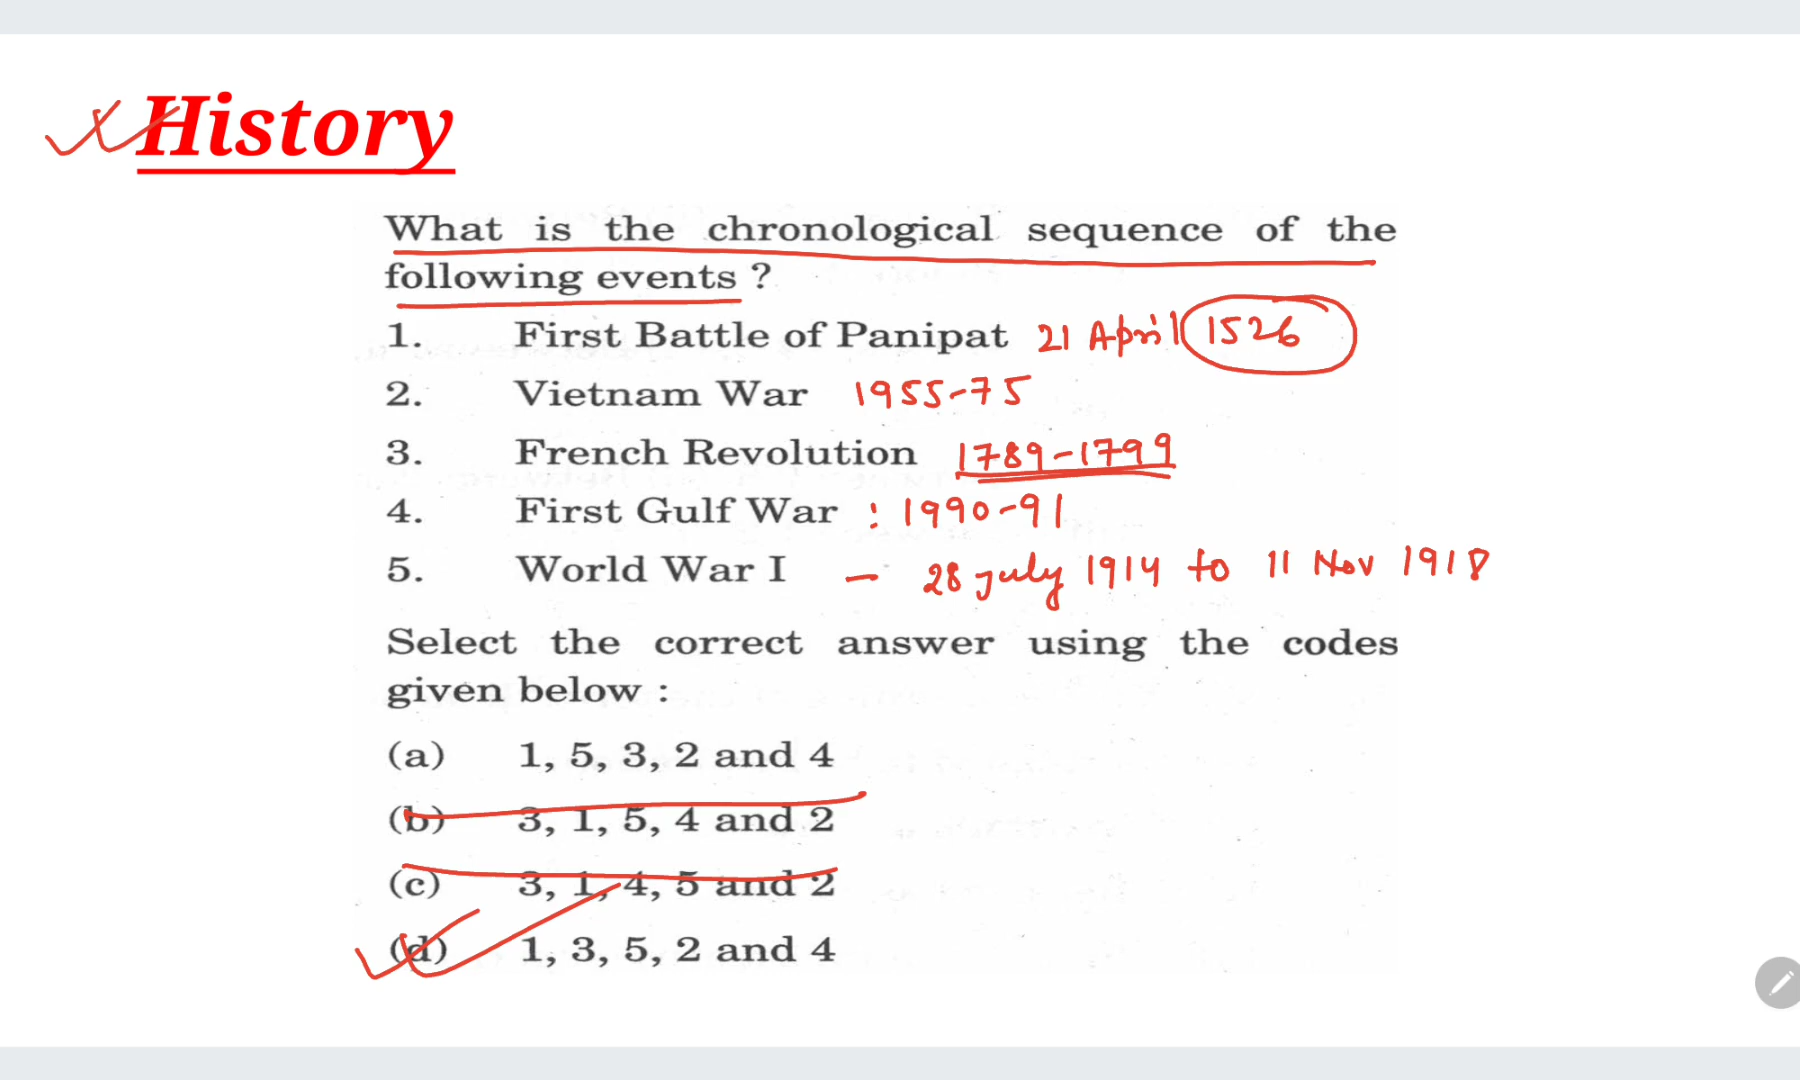 History
What is the chronological sequence of the
following events ?
1. First Battle of Panipat 21 April 1526
2. Vietnam War 1955-75
3. French Revolution 1789-1799
4. First Gulf War : 1990-91
5. World War I — 28 july 1914 to 11 Nov 1918
Select the correct answer using the codes
given below :
(a) 1, 5, 3, 2 and 4
(b) 3, 1, 5, 4 and 2
(c) 3, 1, 4, 5 and 2
(d) 1, 3, 5, 2 and 4